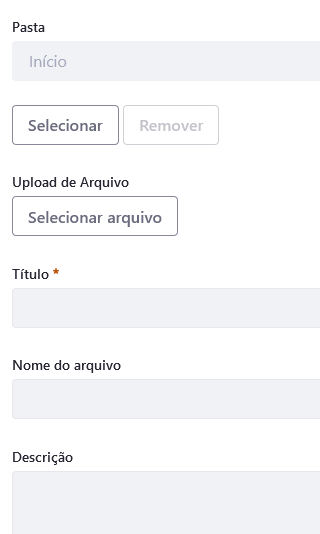 Pasta
Início
Selecionar Remover
Upload de Arquivo
Selecionar arquivo
Título *
Nome do arquivo
Descrição